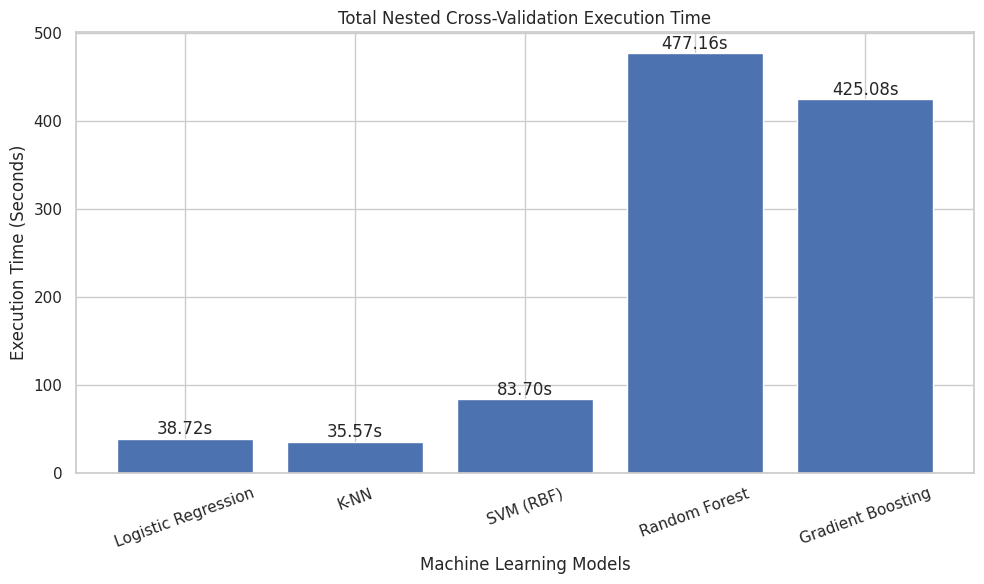 Total Nested Cross-Validation Execution Time
Execution Time (Seconds)
500
400
300
200
100
0
38.72s
35.57s
83.70s
477.16s
425.08s
Logistic Regression
K-NN
SVM (RBF)
Random Forest
Gradient Boosting
Machine Learning Models